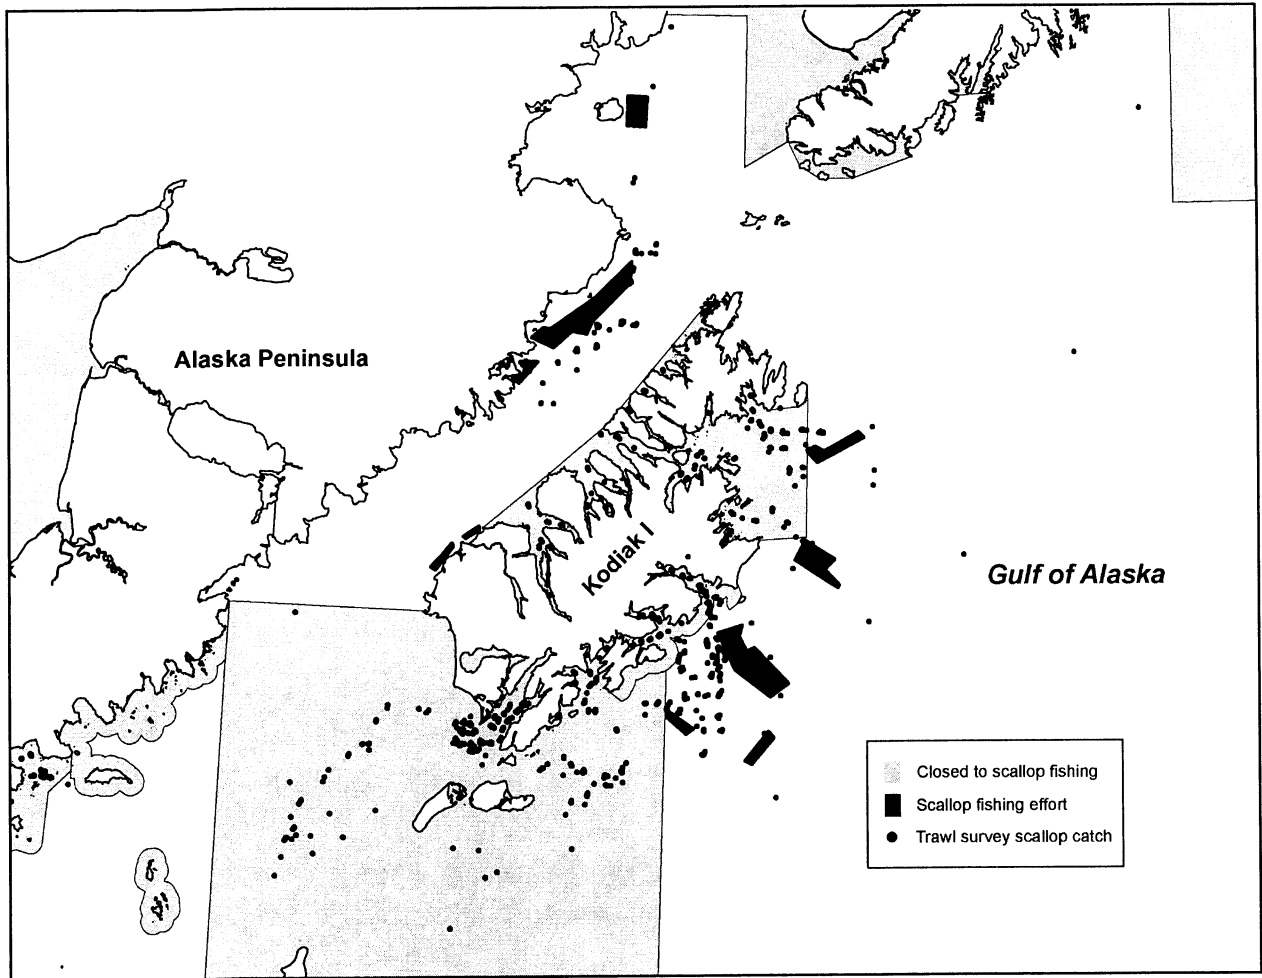 Alaska Peninsula
Kodiak I
Gulf of Alaska
Closed to scallop fishing
Scallop fishing effort
Trawl survey scallop catch